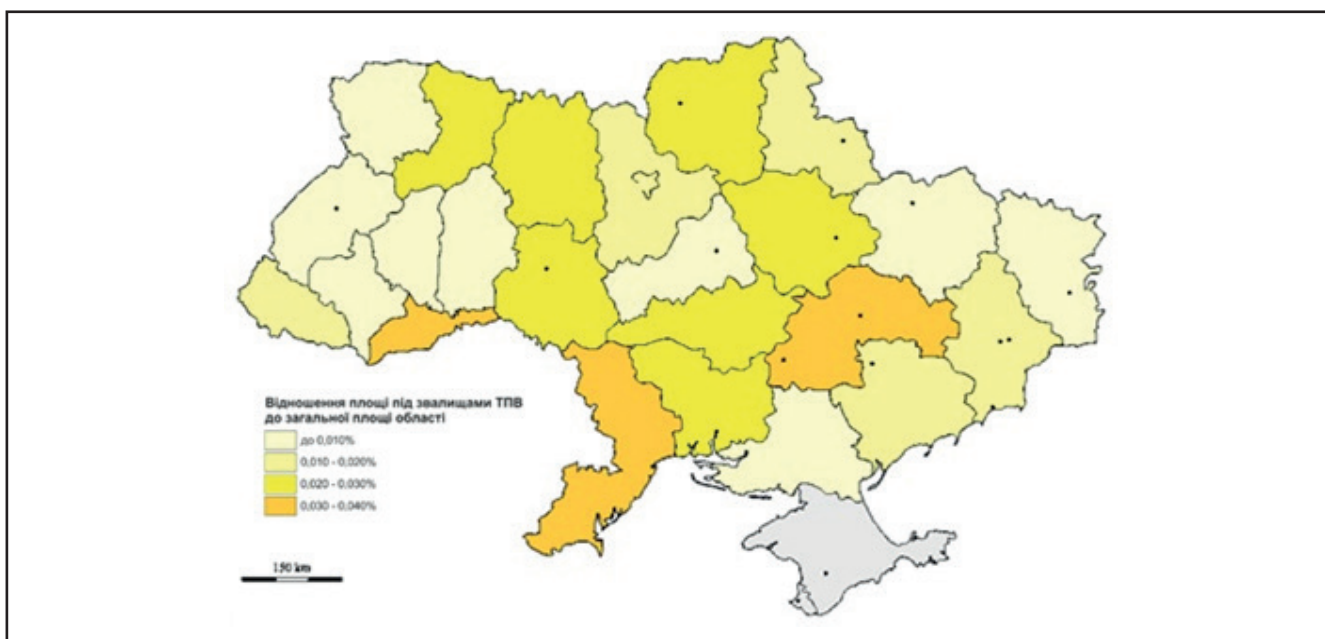 Відношення площі під звалищами ТПВ
до загальної площі області
до 0,010%
0,010 - 0,020%
0,020 - 0,030%
0,030 - 0,040%
150 km